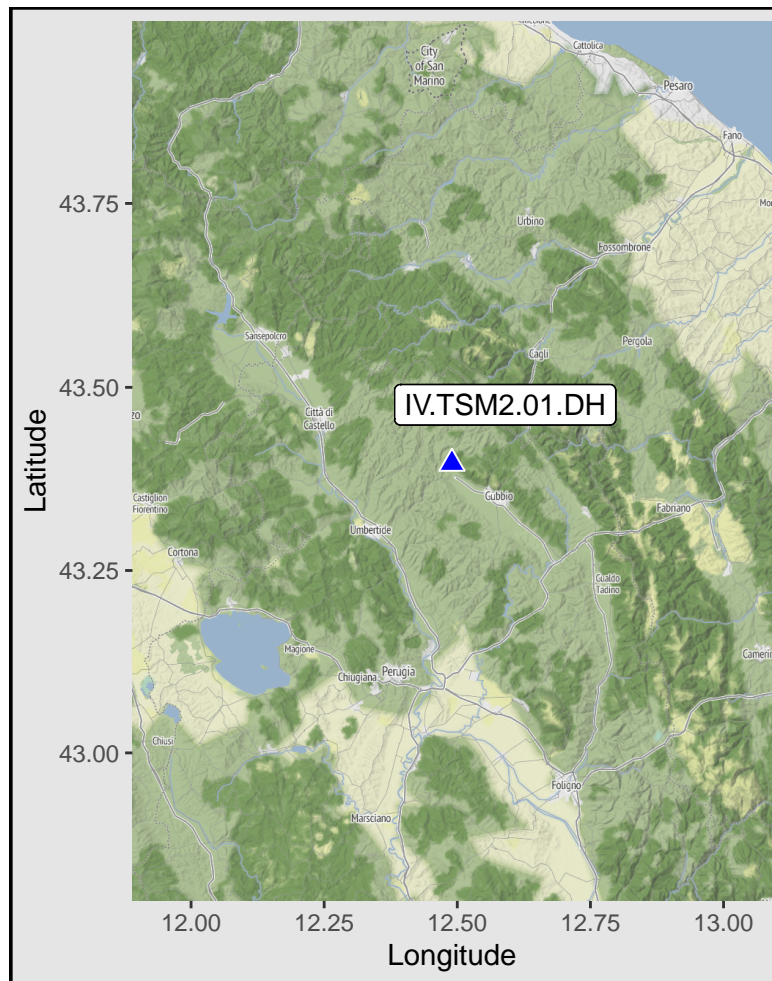 Cattolica
City
of San
Marino
Pesaro
Fano
43.75
Urbino
Fossombrone
Sansepolcro
Pergola
Cagli
43.50
IV.TSM2.01.DH
Città di
Castello
Latitude
Castiglion
Fiorentino
Gubbio
Fabriano
Umbertide
Cortona
43.25
Gualdo
Tadino
Magione
Perugia
Chiugiana
Chiusi
43.00
Foligno
Marsciano
12.00 12.25 12.50 12.75 13.00
Longitude